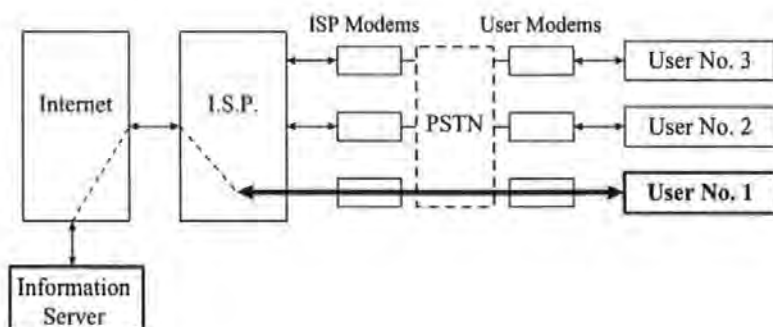 ISP Modems
User Modems
Internet
I.S.P.
PSTN
User No. 3
User No. 2
User No. 1
Information
Server